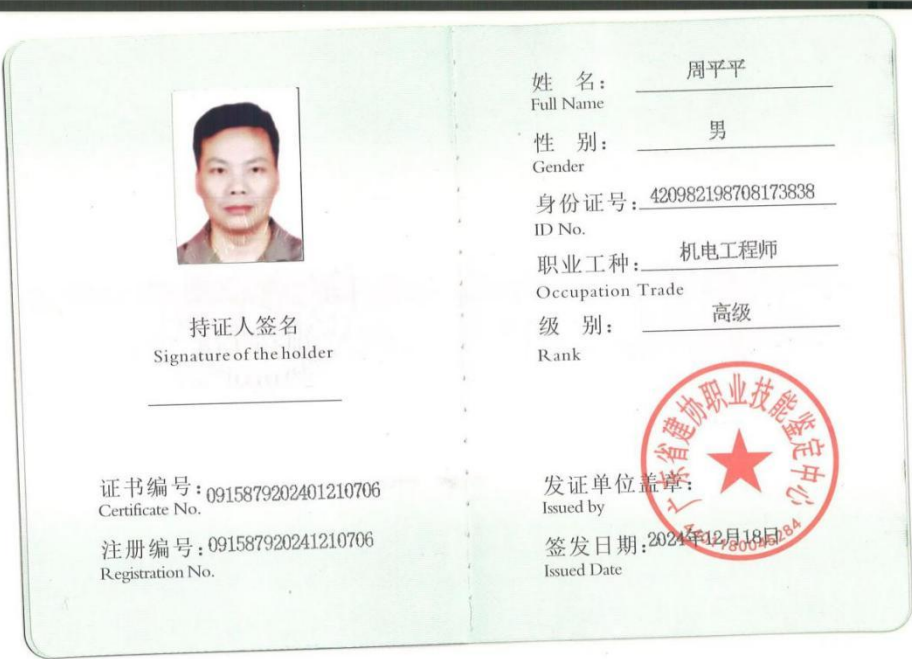 持证人签名
Signature of the holder
证书编号：0915879202401210706
Certificate No.
注册编号：091587920241210706
Registration No.
姓 名： 周平平
Full Name
性 别： 男
Gender
身份证号：420982198708173838
ID No.
职业工种： 机电工程师
Occupation Trade
级 别： 高级
Rank
广东省建协职业技能鉴定中心
发证单位盖章：
Issued by
签发日期：2024年12月18日
Issued Date